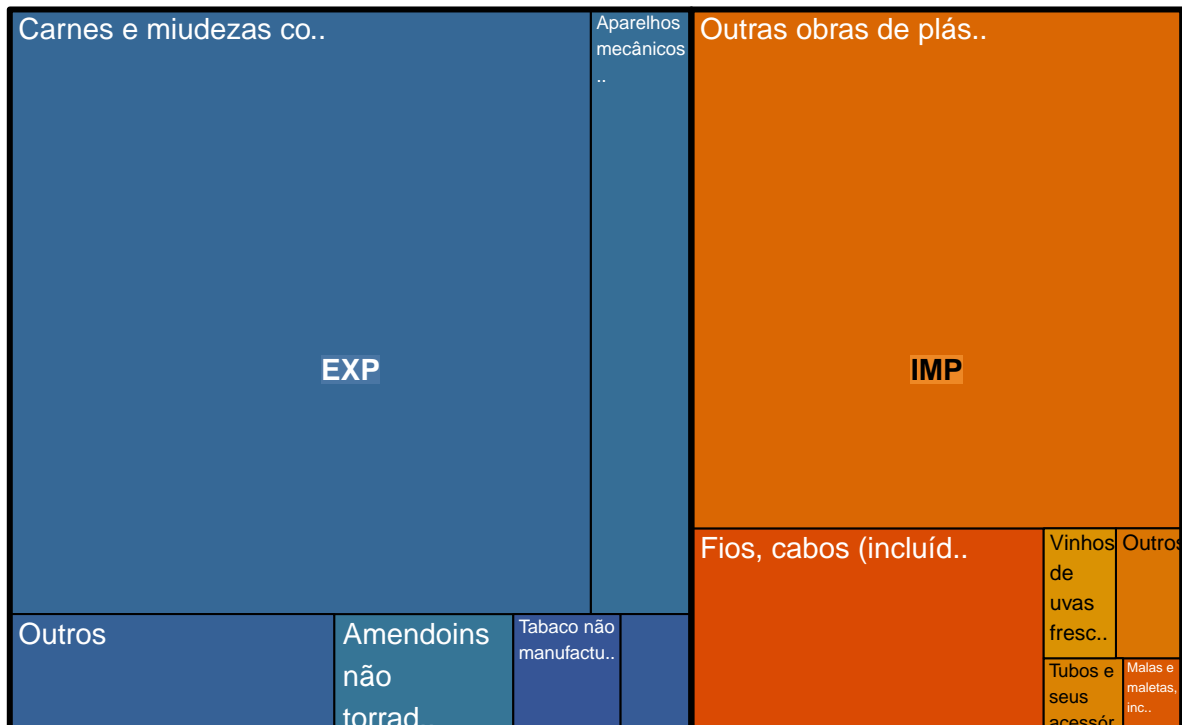 Carnes e miudezas co..
Aparelhos
mecânicos
..
EXP
Outros
Amendoins
não
torrad..
Tabaco não
manufactu..
Outras obras de plás..
IMP
Fios, cabos (incluíd..
Vinhos
de
uvas
fresc..
Outros
Tubos e
seus
acessór
Malas e
maletas,
inc..